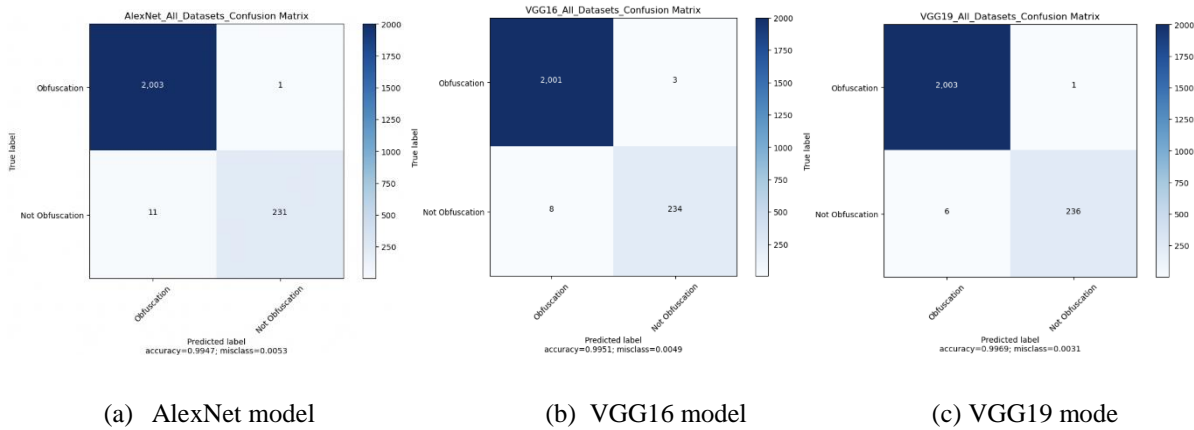 AlexNet_All_Datasets_Confusion Matrix
Obfuscation
Not Obfuscation
True label
2,003
1
11
231
2000
1750
1500
1250
1000
750
500
250
Obfuscation
Not Obfuscation
Predicted label
accuracy=0.9947; misclass=0.0053
(a) AlexNet model
VGG16_All_Datasets_Confusion Matrix
Obfuscation
Not Obfuscation
True label
2,001
3
8
234
2000
1750
1500
1250
1000
750
500
250
Obfuscation
Not Obfuscation
Predicted label
accuracy=0.9951; misclass=0.0049
(b) VGG16 model
VGG19_All_Datasets_Confusion Matrix
Obfuscation
Not Obfuscation
True label
2,003
1
6
236
2000
1750
1500
1250
1000
750
500
250
Obfuscation
Not Obfuscation
Predicted label
accuracy=0.9969; misclass=0.0031
(c) VGG19 mode